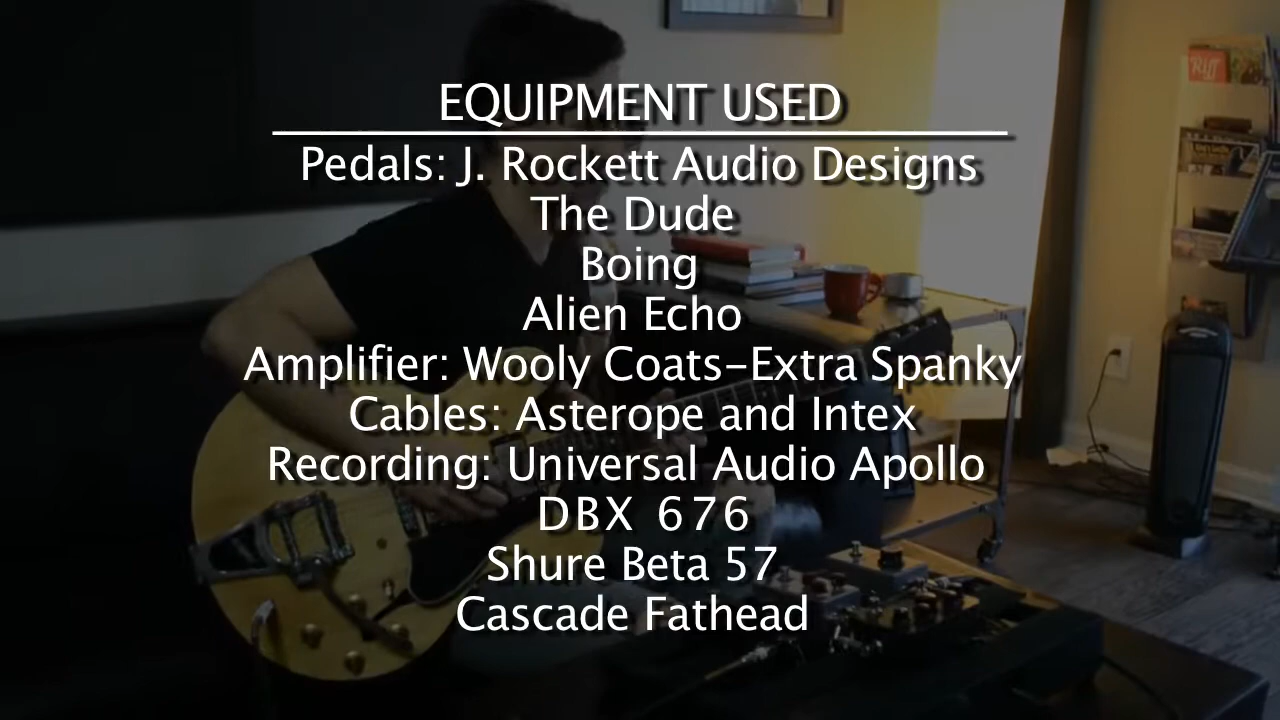 EQUIPMENT USED
Pedals: J. Rockett Audio Designs
The Dude
Boing
Alien Echo
Amplifier: Wooly Coats-Extra Spanky
Cables: Asterope and Intex
Recording: Universal Audio Apollo
DBX 676
Shure Beta 57
Cascade Fathead
Riff